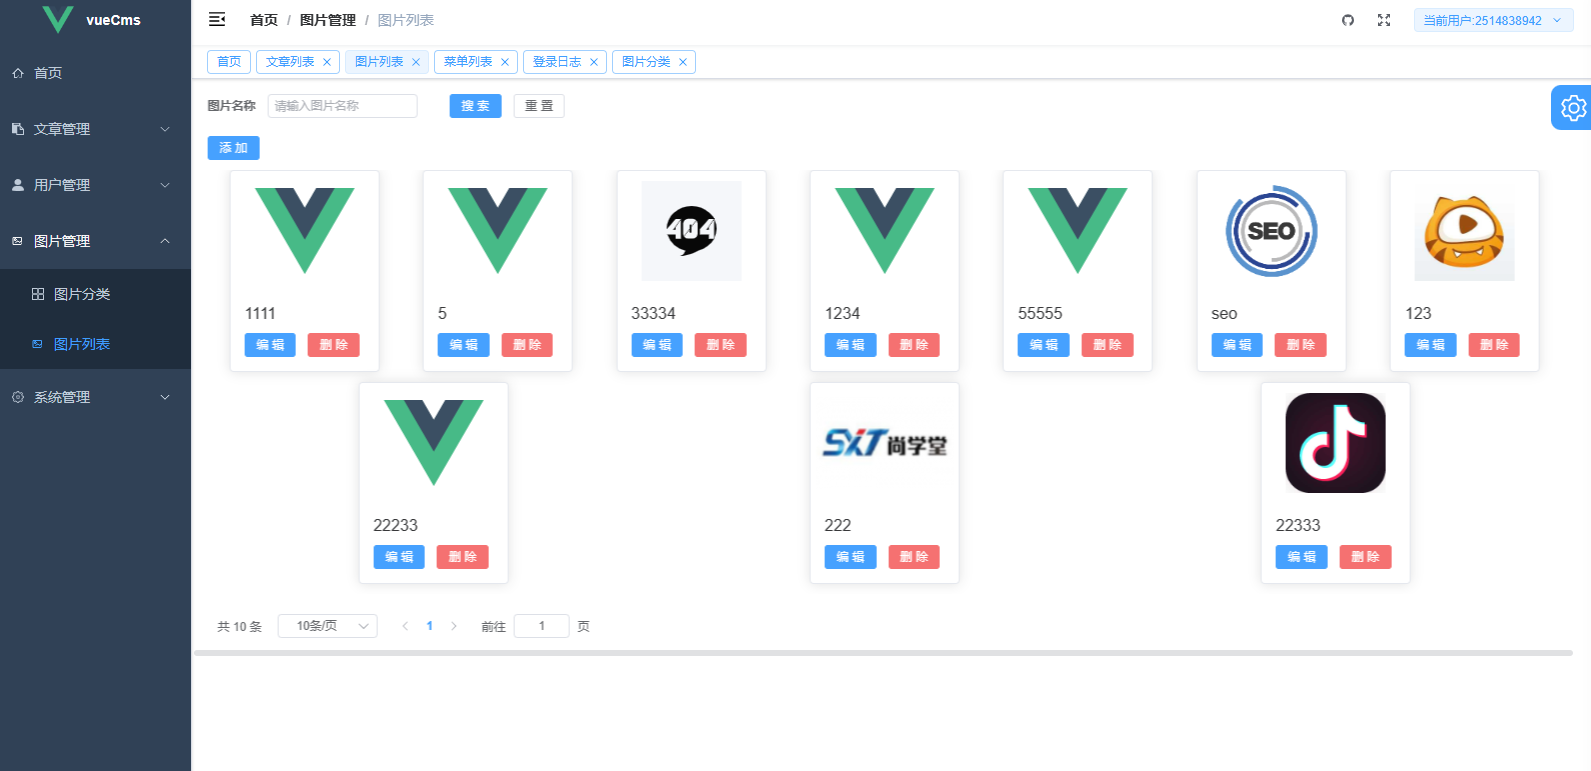 vueCms
首页
文章管理
用户管理
图片管理
图片分类
图片列表
系统管理
首页 / 图片管理 / 图片列表
当前用户:2514838942
首页 文章列表 图片列表 菜单列表 登录日志 图片分类
图片名称 请输入图片名称 搜索 重置
添加
404 SEO
1111 5 33334 1234 55555 seo 123
编辑 删除 编辑 删除 编辑 删除 编辑 删除 编辑 删除 编辑 删除 编辑 删除
SXT 尚学堂
22233 222 22333
编辑 删除 编辑 删除 编辑 删除
共 10 条 10条/页 1 前往 1 页